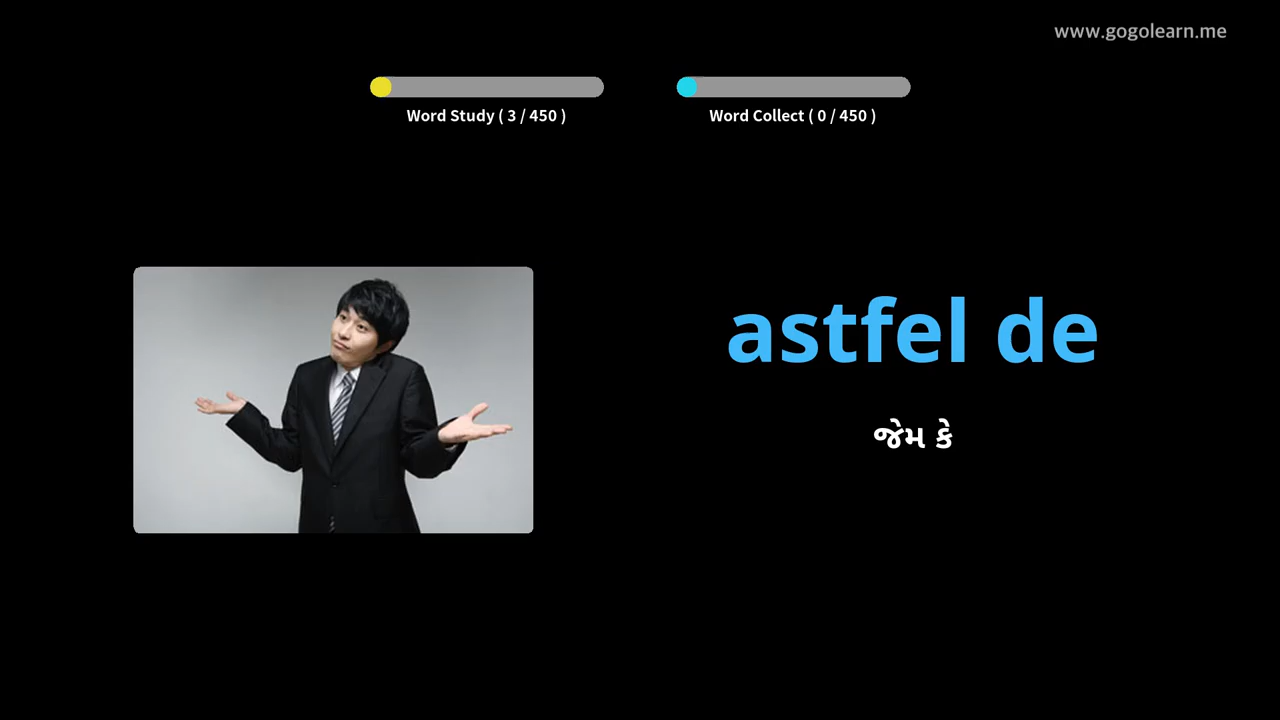 www.gogolearn.me
Word Study ( 3 / 450 )
Word Collect ( 0 / 450 )
astfel de
જેમ કે